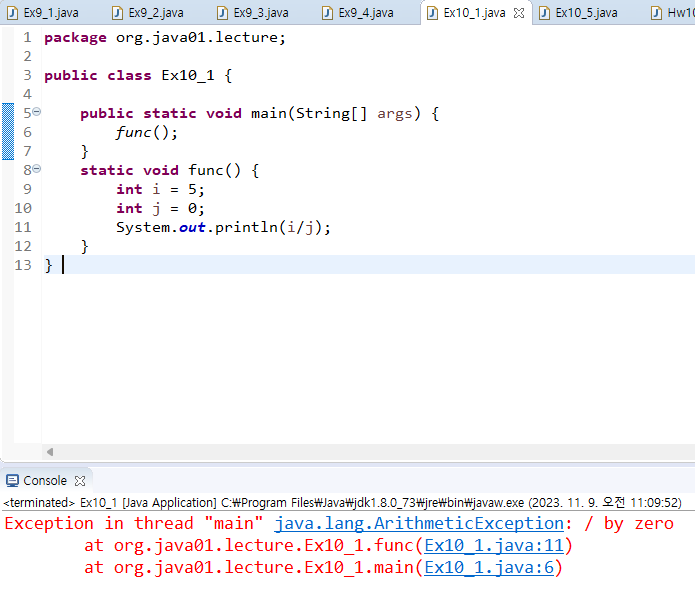 Ex9_1.java Ex9_2.java Ex9_3.java Ex9_4.java Ex10_1.java Ex10_5.java Hw10
1 package org.java01.lecture;
2
3 public class Ex10_1 {
4
5 public static void main(String[] args) {
6 func();
7 }
8 static void func() {
9 int i = 5;
10 int j = 0;
11 System.out.println(i/j);
12 }
13 }
Console
<terminated> Ex10_1 [Java Application] C:₩Program Files₩Java₩jdk1.8.0_73₩jre₩bin₩javaw.exe (2023. 11. 9. 오전 11:09:52)
Exception in thread "main" java.lang.ArithmeticException: / by zero
at org.java01.lecture.Ex10_1.func(Ex10_1.java:11)
at org.java01.lecture.Ex10_1.main(Ex10_1.java:6)